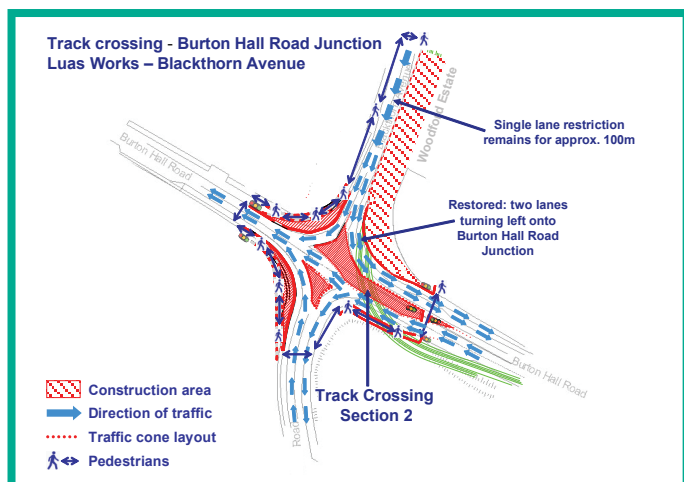 Track crossing - Burton Hall Road Junction
Luas Works – Blackthorn Avenue
Woodford Estate
Single lane restriction
remains for approx. 100m
Burton Hall Road
Restored: two lanes
turning left onto
Burton Hall Road
Junction
Burton Hall Road
Track Crossing
Section 2
Road
Construction area
Direction of traffic
Traffic cone layout
Pedestrians